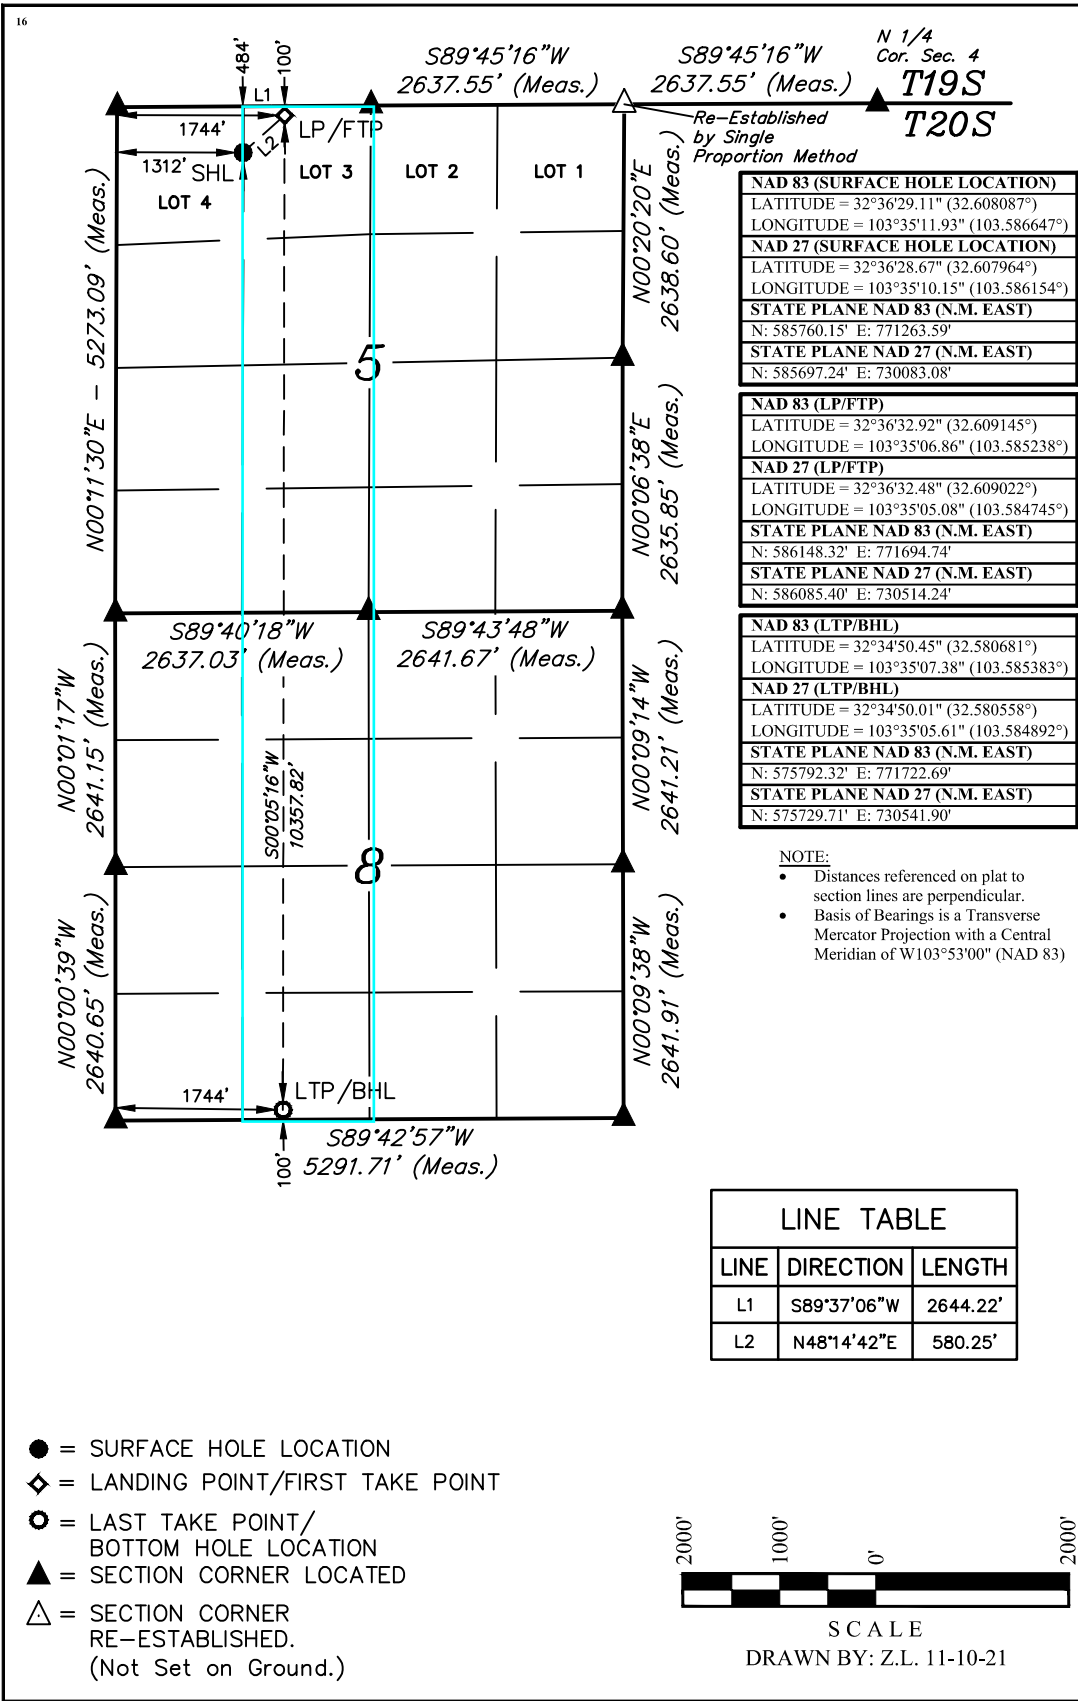 16
484'
100'
S89°45'16"W
2637.55' (Meas.)
S89°45'16"W
2637.55' (Meas.)
N 1/4
Cor. Sec. 4
T19S
T20S
L1
1744'
L2
LP/FTP
1312'
SHL
LOT 4
LOT 3
LOT 2
LOT 1
Re-Established
by Single
Proportion Method
N00°11'30"E - 5273.09' (Meas.)
N00°20'20"E
2638.60' (Meas.)
5
N00°06'38"E
2635.85' (Meas.)
S89°40'18"W
2637.03' (Meas.)
S89°43'48"W
2641.67' (Meas.)
N00°01'17"W
2641.15' (Meas.)
S00°05'16"W
10357.82'
N00°09'14"W
2641.21' (Meas.)
8
N00°00'39"W
2640.65' (Meas.)
N00°09'38"W
2641.91' (Meas.)
1744'
LTP/BHL
100'
S89°42'57"W
5291.71' (Meas.)
NAD 83 (SURFACE HOLE LOCATION)
LATITUDE = 32°36'29.11" (32.608087°)
LONGITUDE = 103°35'11.93" (103.586647°)
NAD 27 (SURFACE HOLE LOCATION)
LATITUDE = 32°36'28.67" (32.607964°)
LONGITUDE = 103°35'10.15" (103.586154°)
STATE PLANE NAD 83 (N.M. EAST)
N: 585760.15' E: 771263.59'
STATE PLANE NAD 27 (N.M. EAST)
N: 585697.24' E: 730083.08'
NAD 83 (LP/FTP)
LATITUDE = 32°36'32.92" (32.609145°)
LONGITUDE = 103°35'06.86" (103.585238°)
NAD 27 (LP/FTP)
LATITUDE = 32°36'32.48" (32.609022°)
LONGITUDE = 103°35'05.08" (103.584745°)
STATE PLANE NAD 83 (N.M. EAST)
N: 586148.32' E: 771694.74'
STATE PLANE NAD 27 (N.M. EAST)
N: 586085.40' E: 730514.24'
NAD 83 (LTP/BHL)
LATITUDE = 32°34'50.45" (32.580681°)
LONGITUDE = 103°35'07.38" (103.585383°)
NAD 27 (LTP/BHL)
LATITUDE = 32°34'50.01" (32.580558°)
LONGITUDE = 103°35'05.61" (103.584892°)
STATE PLANE NAD 83 (N.M. EAST)
N: 575792.32' E: 771722.69'
STATE PLANE NAD 27 (N.M. EAST)
N: 575729.71' E: 730541.90'
NOTE:
• Distances referenced on plat to
section lines are perpendicular.
• Basis of Bearings is a Transverse
Mercator Projection with a Central
Meridian of W103°53'00" (NAD 83)
LINE TABLE
LINE DIRECTION LENGTH
L1 S89°37'06"W 2644.22'
L2 N48°14'42"E 580.25'
= SURFACE HOLE LOCATION
= LANDING POINT/FIRST TAKE POINT
= LAST TAKE POINT/
BOTTOM HOLE LOCATION
= SECTION CORNER LOCATED
= SECTION CORNER
RE-ESTABLISHED.
(Not Set on Ground.)
2000'
1000'
0'
2000'
SCALE
DRAWN BY: Z.L. 11-10-21